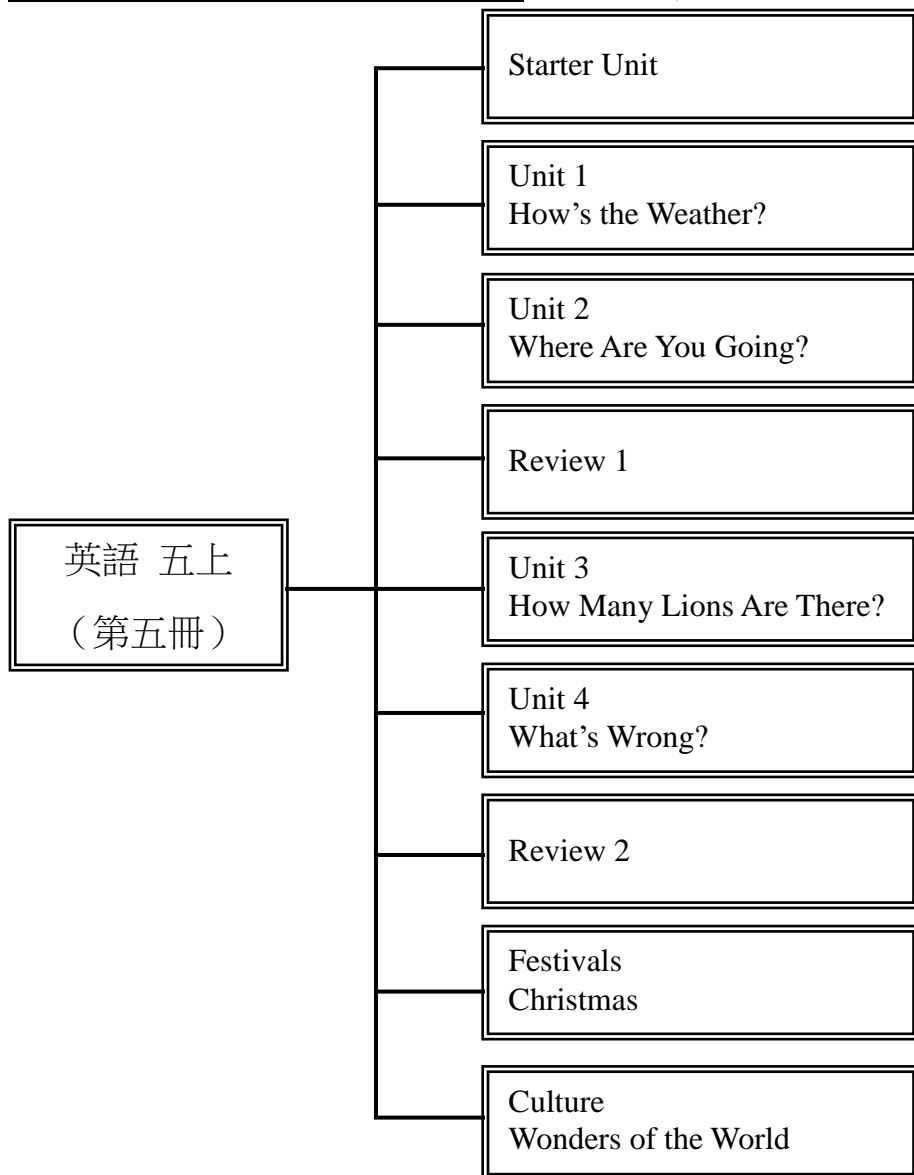 Starter Unit
Unit 1
How's the Weather?
Unit 2
Where Are You Going?
Review 1
英語 五上
（第五冊）
Unit 3
How Many Lions Are There?
Unit 4
What's Wrong?
Review 2
Festivals
Christmas
Culture
Wonders of the World